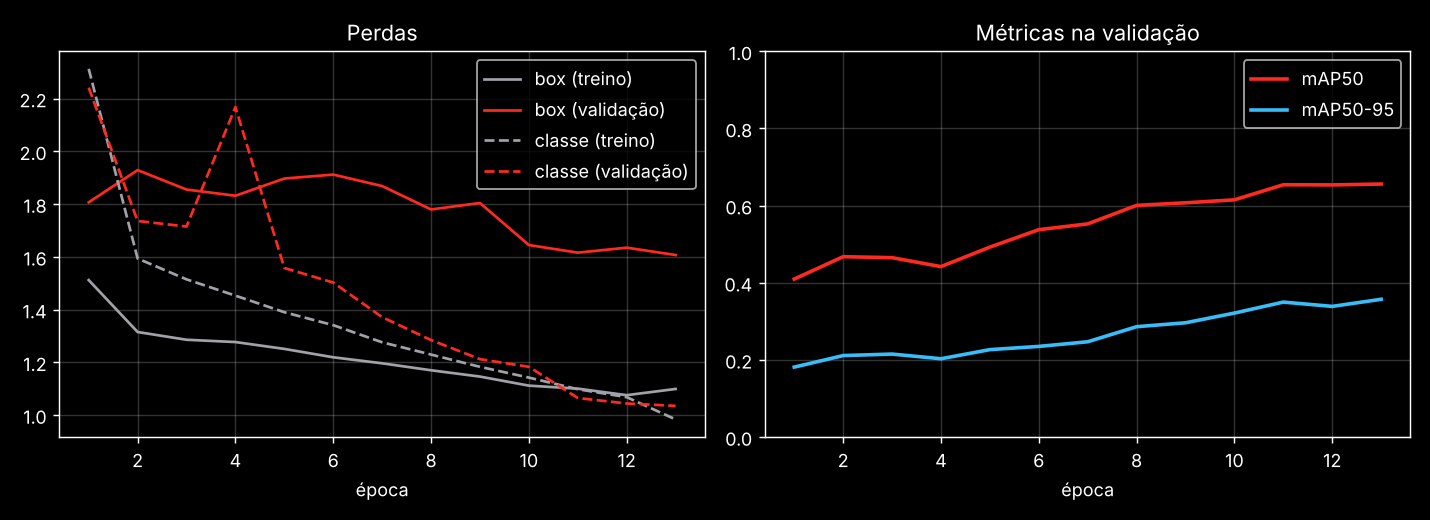 Perdas
box (treino)
box (validação)
classe (treino)
classe (validação)
2.2
2.0
1.8
1.6
1.4
1.2
1.0
2 4 6 8 10 12
época
Métricas na validação
mAP50
mAP50-95
1.0
0.8
0.6
0.4
0.2
0.0
2 4 6 8 10 12
época